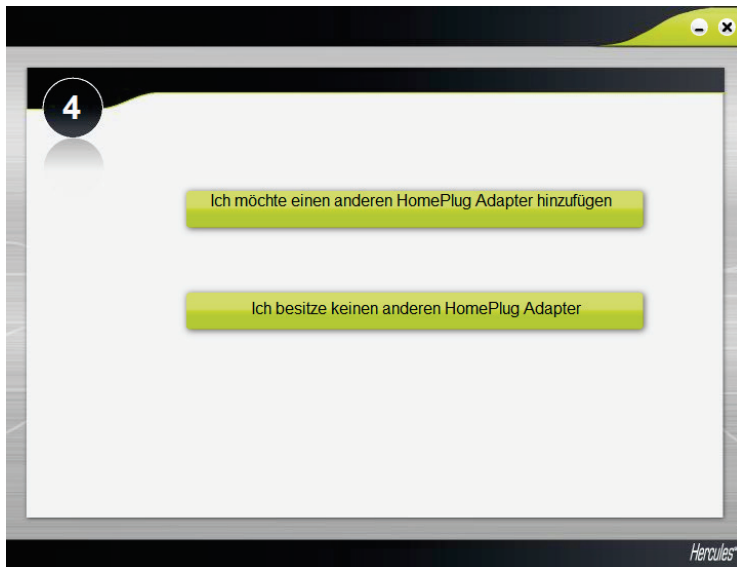 4
Ich möchte einen anderen HomePlug Adapter hinzufügen
Ich besitze keinen anderen HomePlug Adapter
Hercules